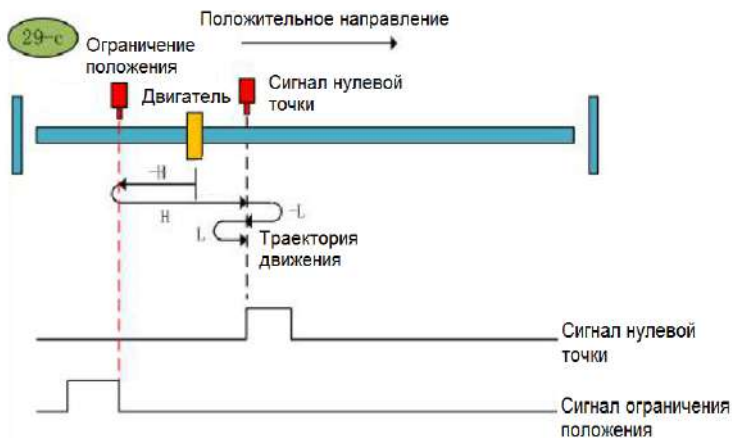 29-c
Положительное направление
Ограничение
положения
Двигатель
Сигнал нулевой
точки
-H
H
-L
L
Траектория
движения
Сигнал нулевой
точки
Сигнал ограничения
положения